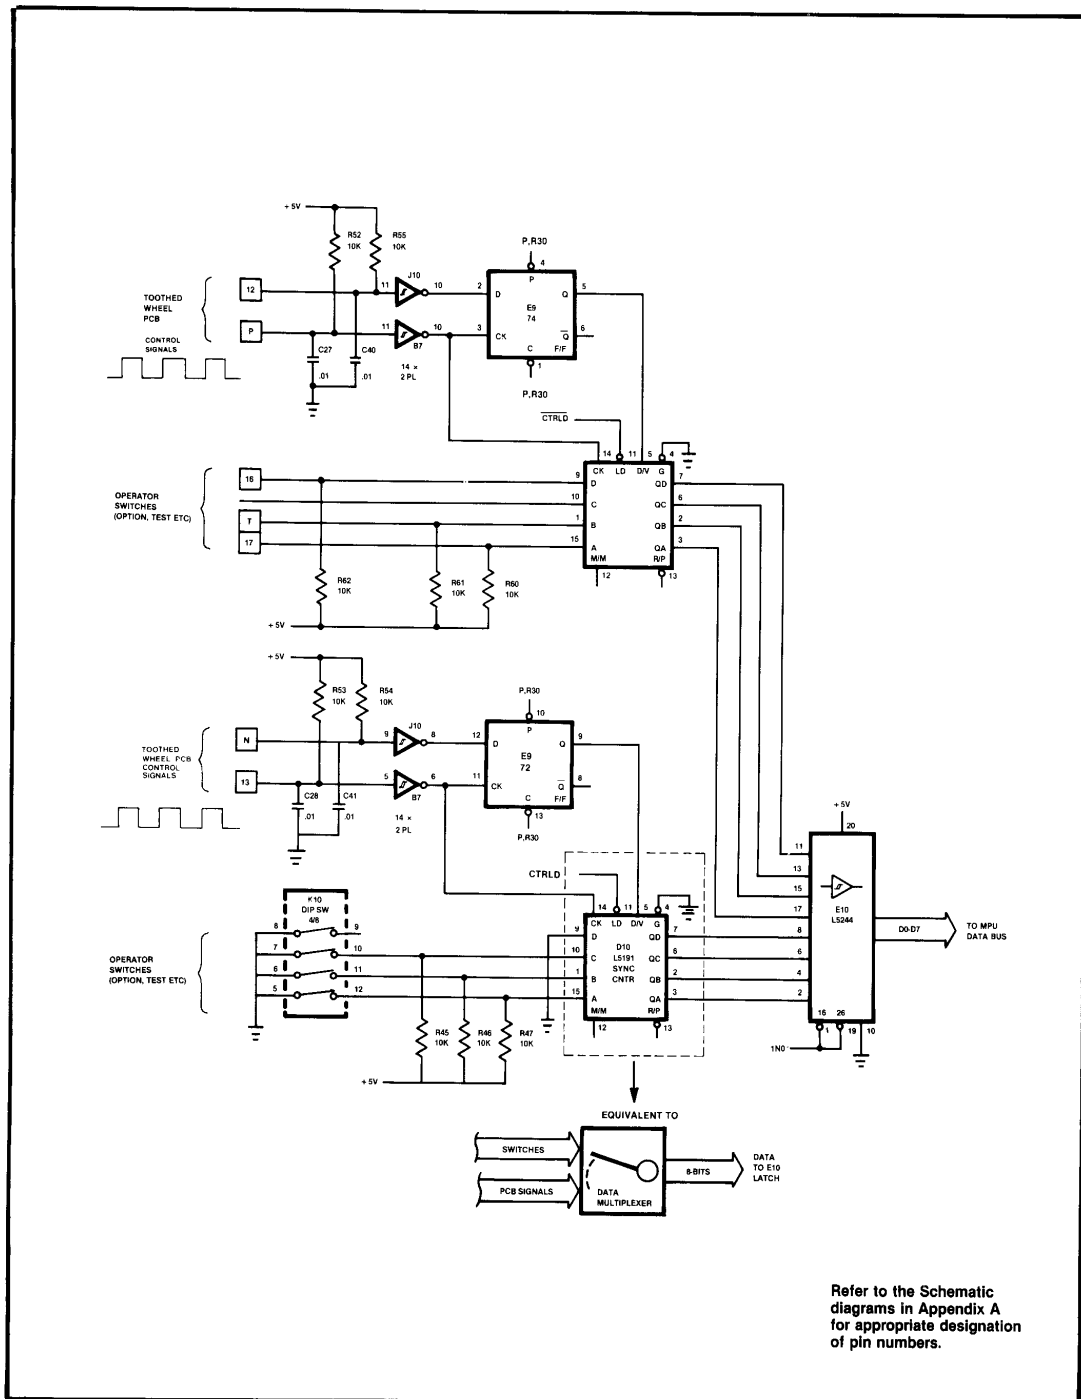 + 5V
R52
10K
R55
10K
P,R30
4
J10
12
11
10
2
D
P
Q
5
TOOTHED
WHEEL
PCB
E9
74
P
11
10
3
CK
Q
6
CONTROL
SIGNALS
B7
C
F/F
C27
.01
C40
.01
14 ×
2 PL
1
P,R30
CTRLD
14
11
5
4
CK
LD
D/V
G
16
9
D
QD
7
OPERATOR
SWITCHES
(OPTION, TEST ETC)
10
C
QC
6
T
1
B
QB
2
17
15
A
QA
3
M/M
R/P
12
13
R62
10K
R61
10K
R60
10K
+ 5V
+ 5V
R53
10K
R54
10K
P,R30
10
J10
N
9
8
12
D
P
Q
9
TOOTHED
WHEEL PCB
CONTROL
SIGNALS
E9
72
13
5
6
11
CK
Q
8
B7
C
F/F
C28
.01
C41
.01
14 ×
2 PL
13
P,R30
+ 5V
20
CTRLD
14
11
5
4
K10
DIP SW
4/8
8
9
7
10
6
11
5
12
OPERATOR
SWITCHES
(OPTION, TEST ETC)
CK
LD
D/V
G
9
D
D10
QD
7
10
C
L5191
QC
6
1
B
SYNC
QB
2
15
A
CNTR
QA
3
M/M
R/P
12
13
11
13
15
17
8
6
4
2
E10
L5244
D0-D7
TO MPU
DATA BUS
16
26
1
19
10
1N0
R45
10K
R46
10K
R47
10K
+ 5V
EQUIVALENT TO
SWITCHES
PCB SIGNALS
DATA
MULTIPLEXER
8-BITS
DATA
TO E10
LATCH
Refer to the Schematic
diagrams in Appendix A
for appropriate designation
of pin numbers.